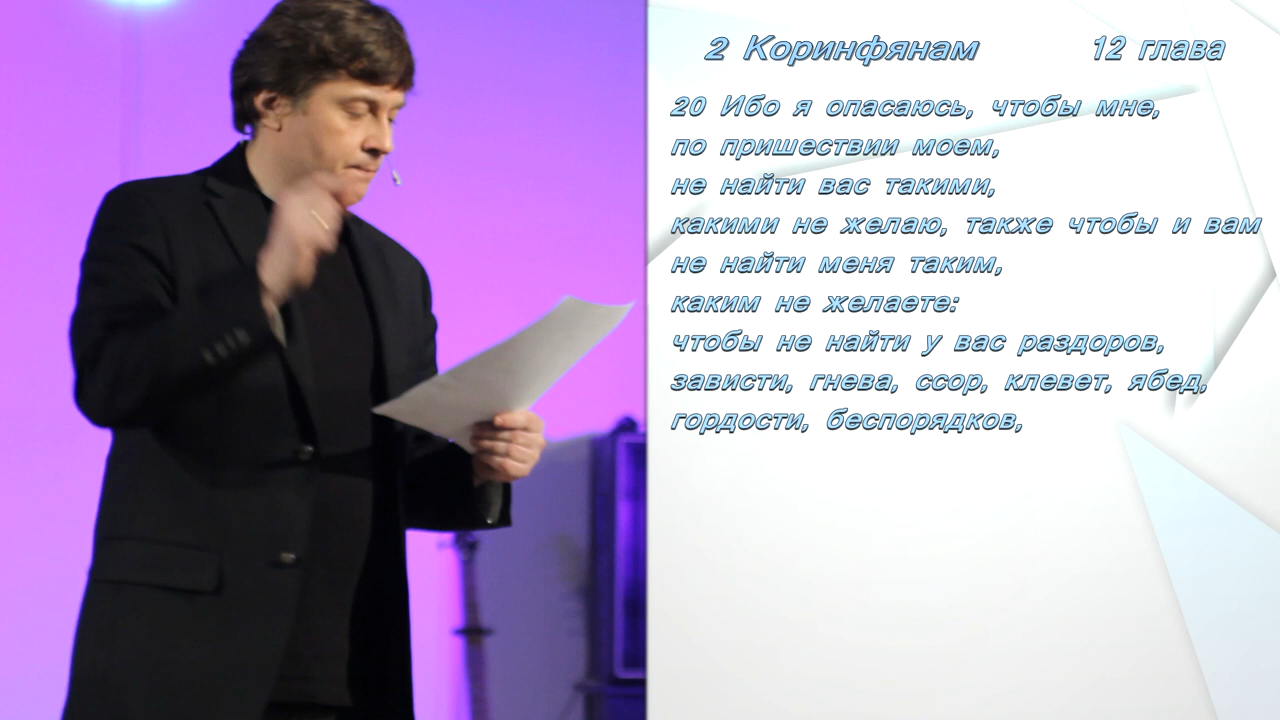 2 Коринфянам 12 глава
20 Ибо я опасаюсь, чтобы мне,
по пришествии моем,
не найти вас такими,
какими не желаю, также чтобы и вам
не найти меня таким,
каким не желаете:
чтобы не найти у вас раздоров,
зависти, гнева, ссор, клевет, ябед,
гордости, беспорядков,